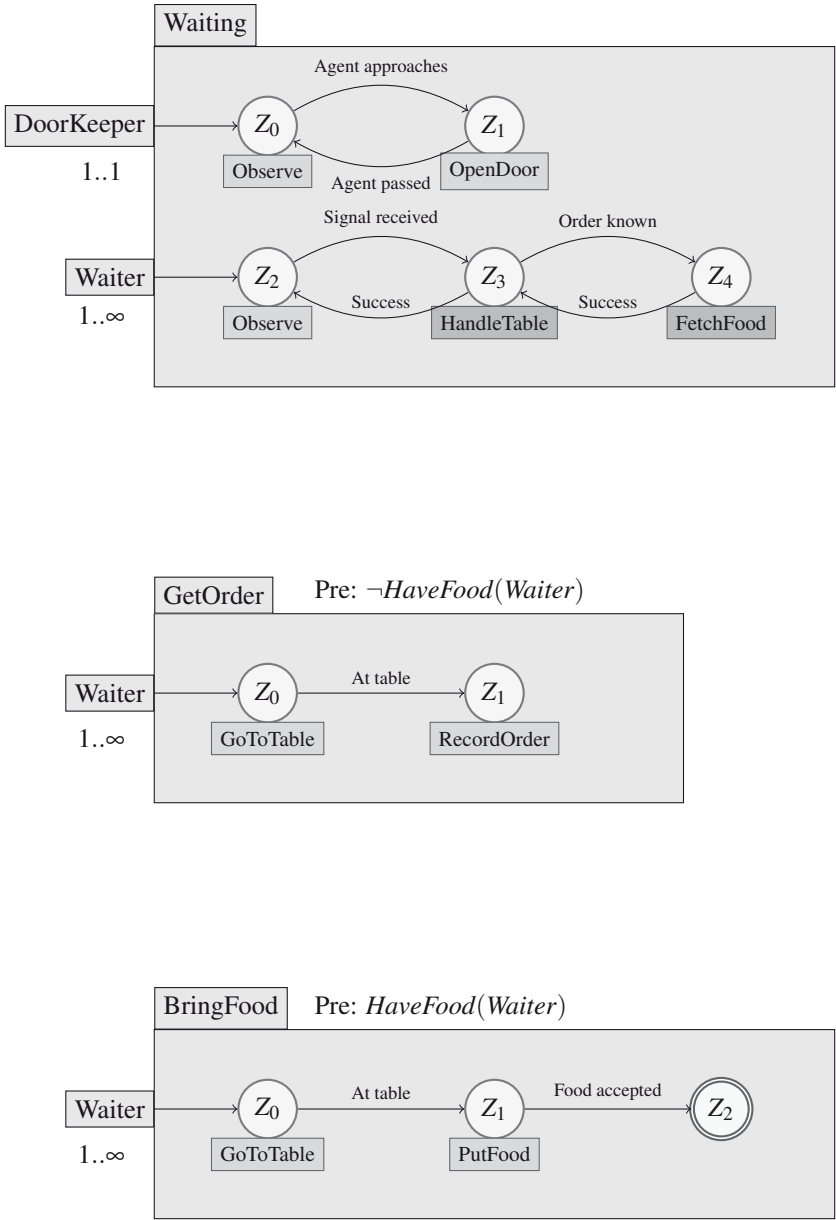 Waiting
Agent approaches
DoorKeeper
Z0
Z1
1..1
Observe
OpenDoor
Agent passed
Signal received
Order known
Waiter
Z2
Z3
Z4
Success
Success
1..∞
Observe
HandleTable
FetchFood
GetOrder
Pre: ¬HaveFood(Waiter)
At table
Waiter
Z0
Z1
1..∞
GoToTable
RecordOrder
BringFood
Pre: HaveFood(Waiter)
At table
Food accepted
Waiter
Z0
Z1
Z2
1..∞
GoToTable
PutFood